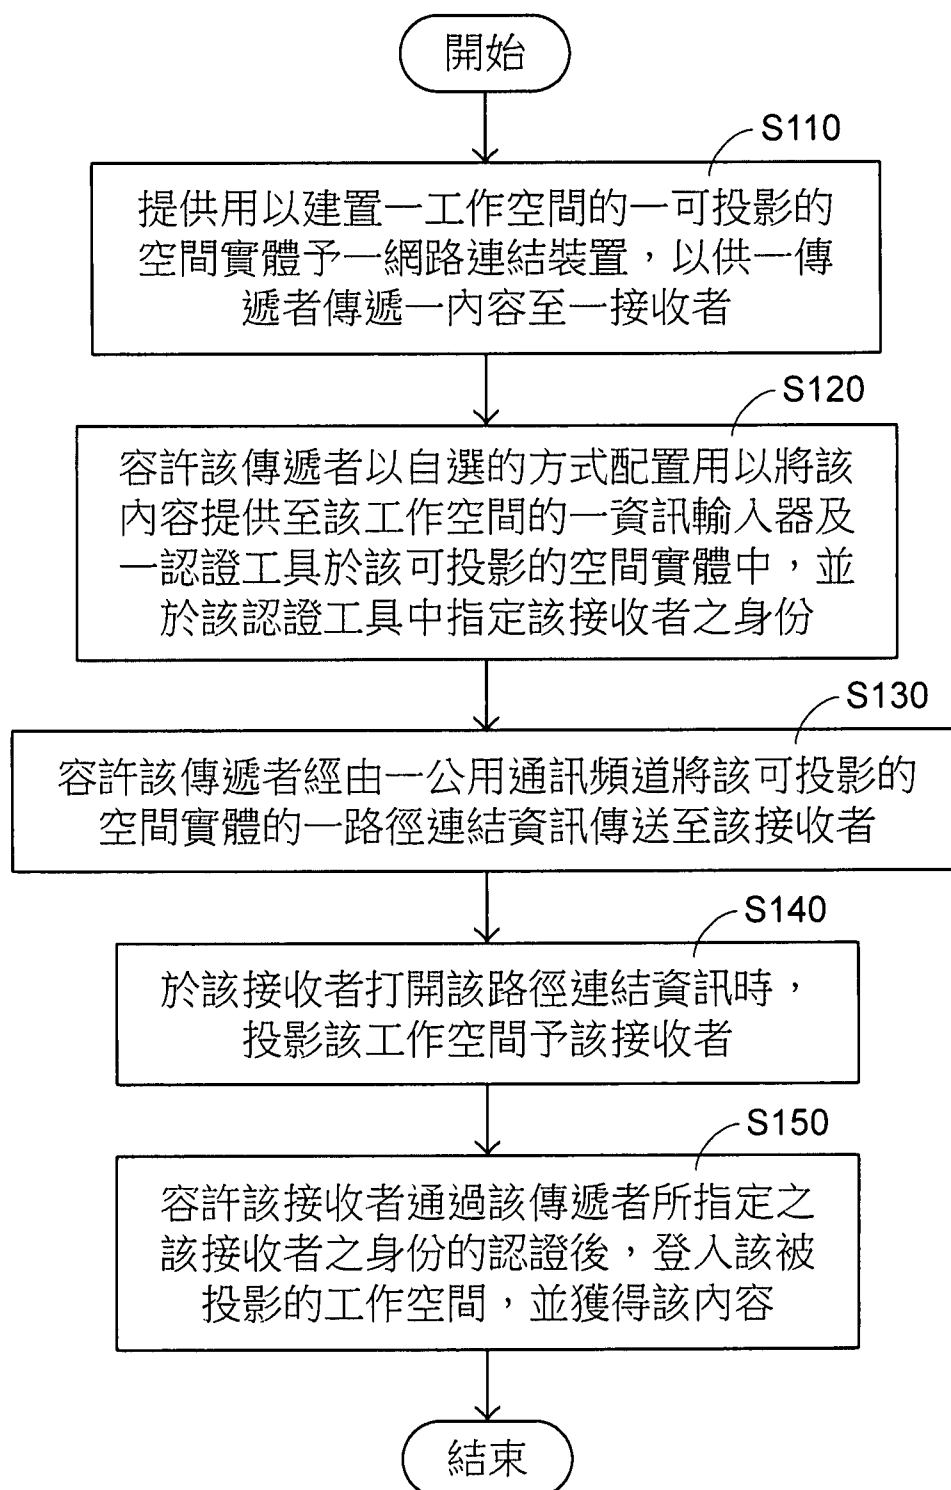 開始
S110
提供用以建置一工作空間的一可投影的
空間實體予一網路連結裝置，以供一傳
遞者傳遞一內容至一接收者
S120
容許該傳遞者以自選的方式配置用以將該
內容提供至該工作空間的一資訊輸入器及
一認證工具於該可投影的空間實體中，並
於該認證工具中指定該接收者之身份
S130
容許該傳遞者經由一公用通訊頻道將該可投影的
空間實體的一路徑連結資訊傳送至該接收者
S140
於該接收者打開該路徑連結資訊時，
投影該工作空間予該接收者
S150
容許該接收者通過該傳遞者所指定之
該接收者之身份的認證後，登入該被
投影的工作空間，並獲得該內容
結束